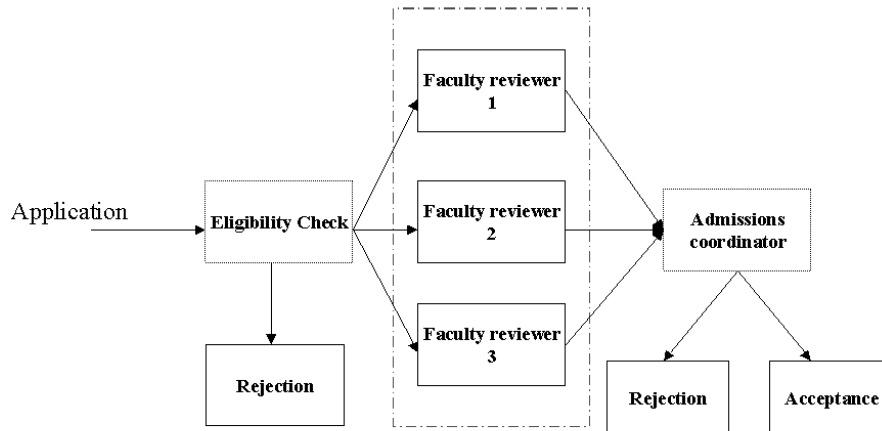 Application
Eligibility Check
Rejection
Faculty reviewer
1
Faculty reviewer
2
Faculty reviewer
3
Admissions
coordinator
Rejection
Acceptance